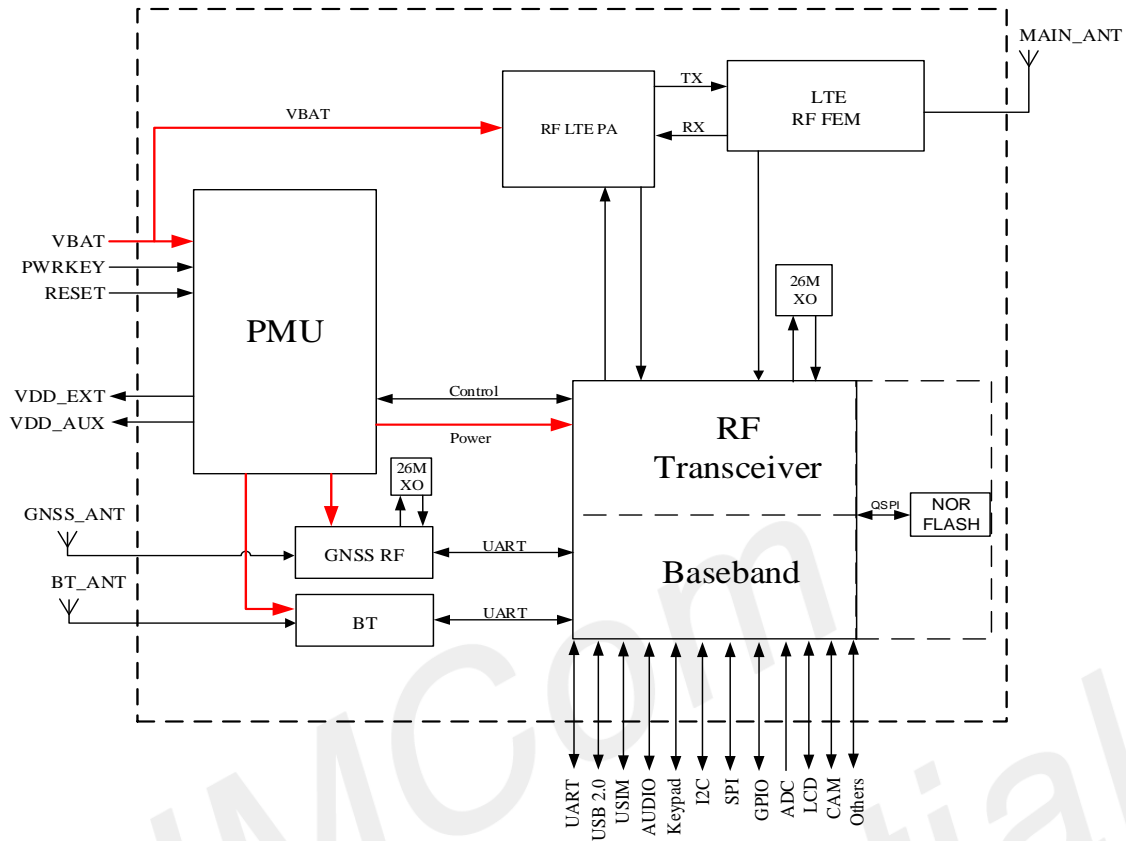 MAIN_ANT
TX
LTE
RF FEM
VBAT
RF LTE PA
RX
VBAT
PWRKEY
RESET
PMU
26M
XO
VDD_EXT
VDD_AUX
Control
Power
RF
Transceiver
26M
XO
QSPI
NOR
FLASH
GNSS_ANT
GNSS RF
UART
Baseband
BT_ANT
BT
UART
UART
USB 2.0
USIM
AUDIO
Keypad
I2C
SPI
GPIO
ADC
LCD
CAM
Others